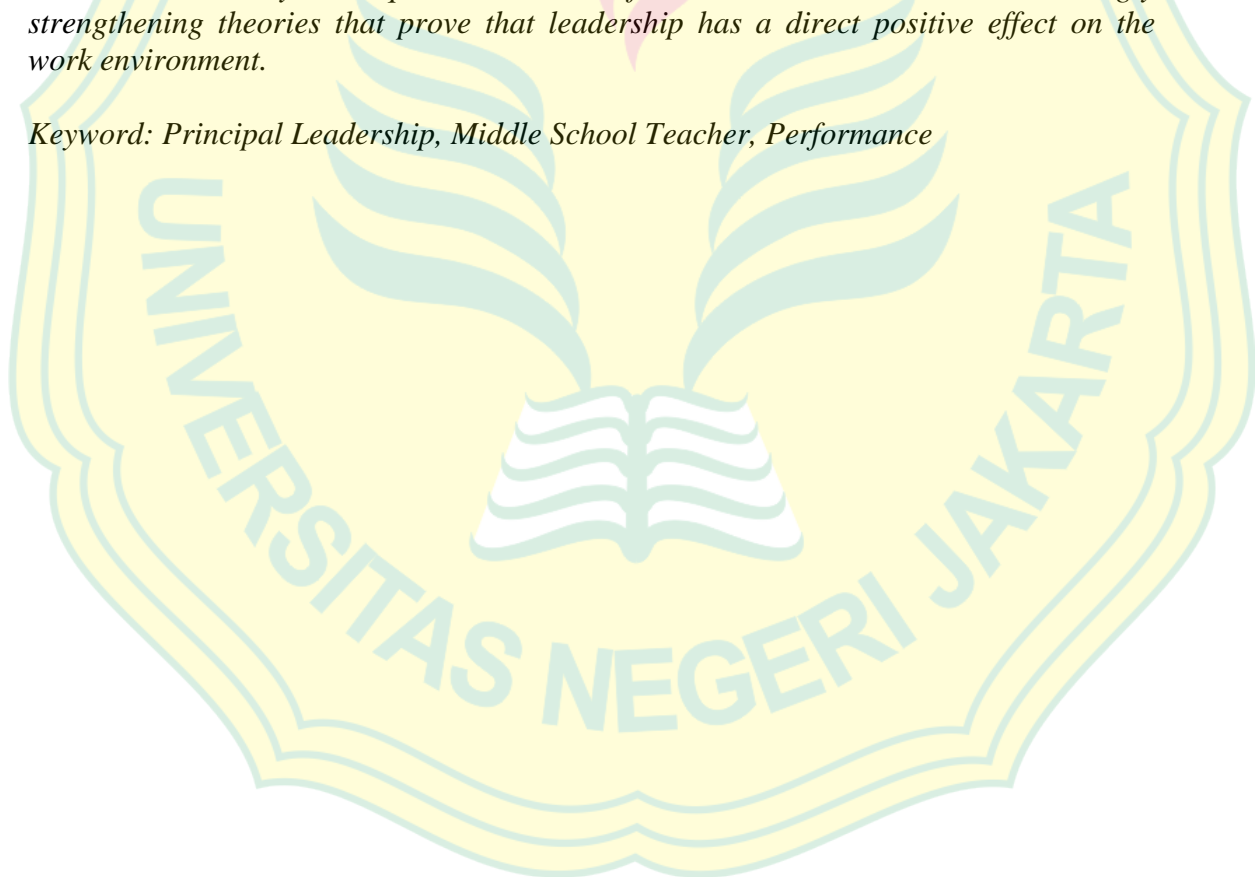 strengthening theories that prove that leadership has a direct positive effect on the
work environment.
Keyword: Principal Leadership, Middle School Teacher, Performance
UNIVERSITAS NEGERI JAKARTA